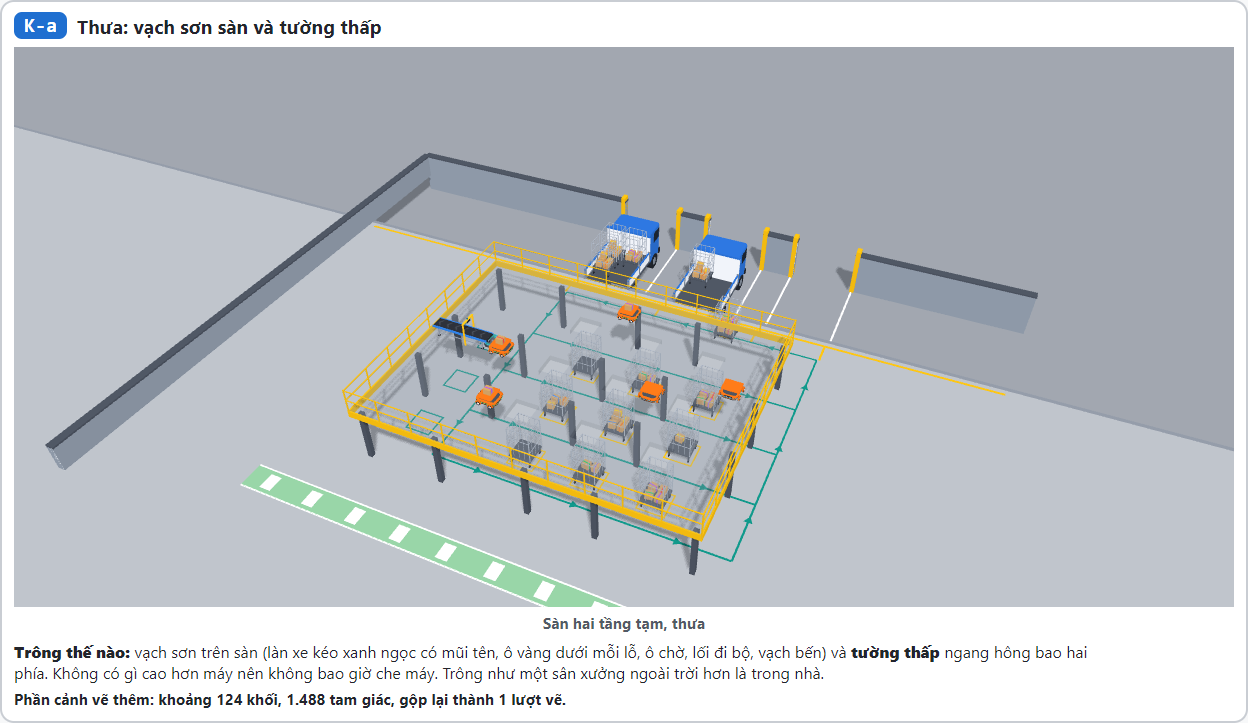 K-a Thưa: vạch sơn sàn và tường thấp
Sàn hai tầng tạm, thưa
Trông thế nào: vạch sơn trên sàn (làn xe kéo xanh ngọc có mũi tên, ô vàng dưới mỗi lỗ, ô chờ, lối đi bộ, vạch bến) và tường thấp ngang hông bao hai
phía. Không có gì cao hơn máy nên không bao giờ che máy. Trông như một sân xưởng ngoài trời hơn là trong nhà.
Phần cảnh vẽ thêm: khoảng 124 khối, 1.488 tam giác, gộp lại thành 1 lượt vẽ.